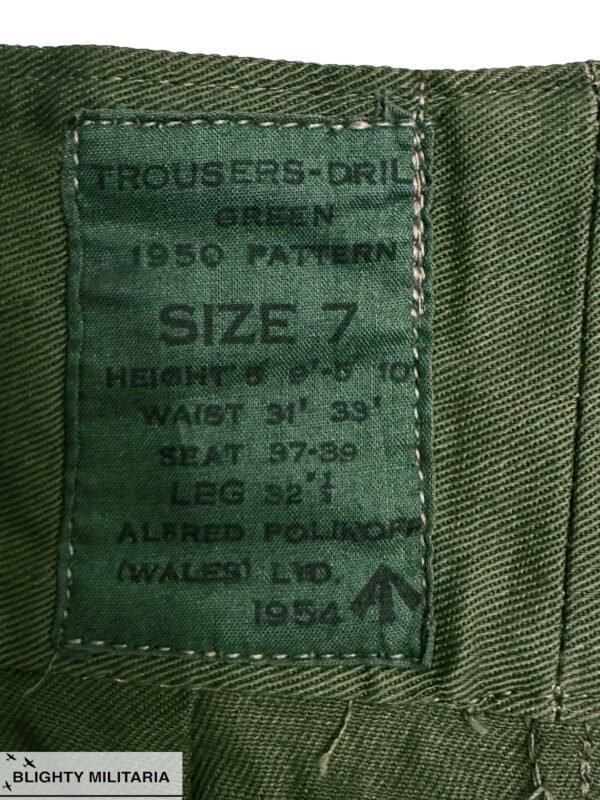 TROUSERS-DRIL
GREEN
1950 PATTERN
SIZE 7
HEIGHT 5' 9'-5' 10
WAIST 31' 33'
SEAT 37-39
LEG 32"½
ALFRED POLIKOFF
(WALES) LTD.
1954
BLIGHTY MILITARIA